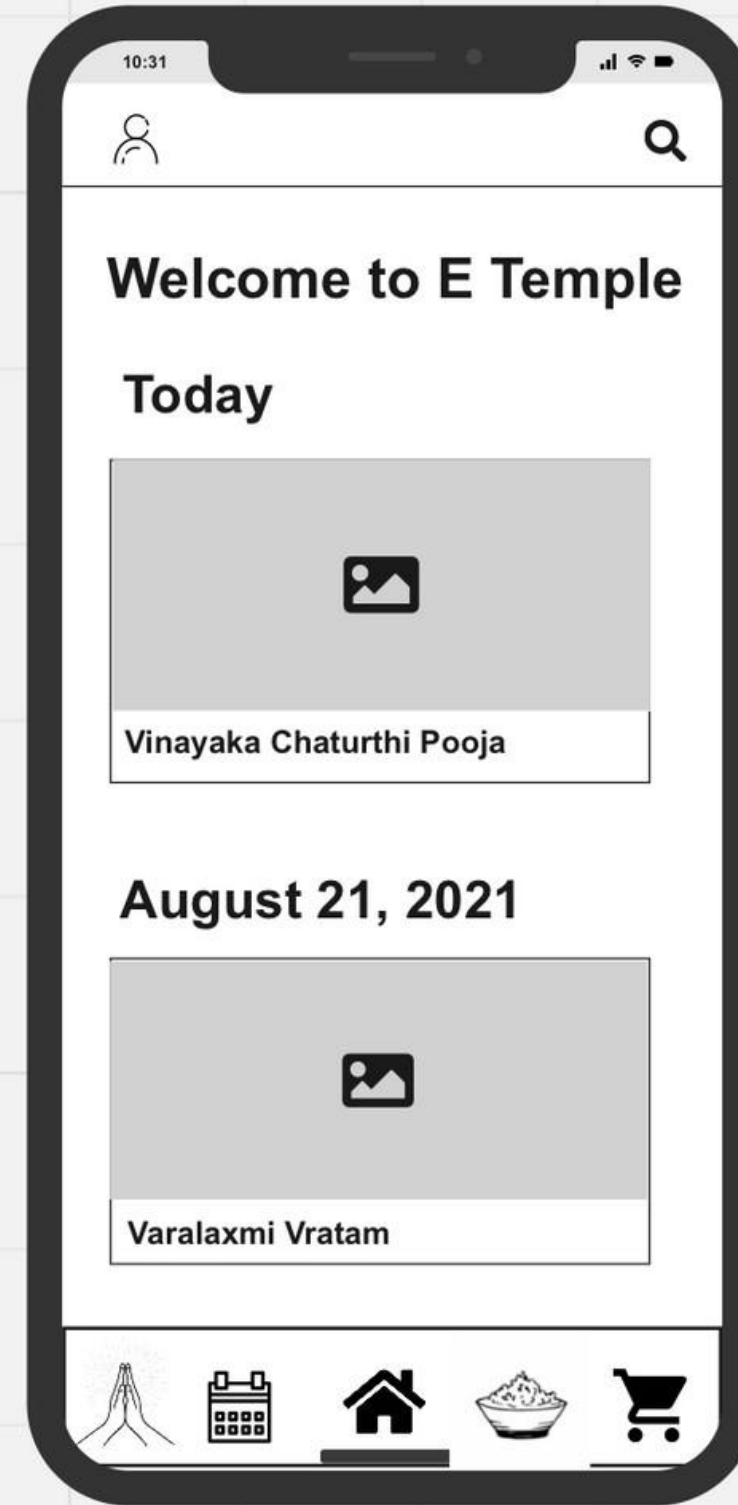 10:31
Welcome to E Temple
Today
Vinayaka Chaturthi Pooja
August 21, 2021
Varalaxmi Vratam